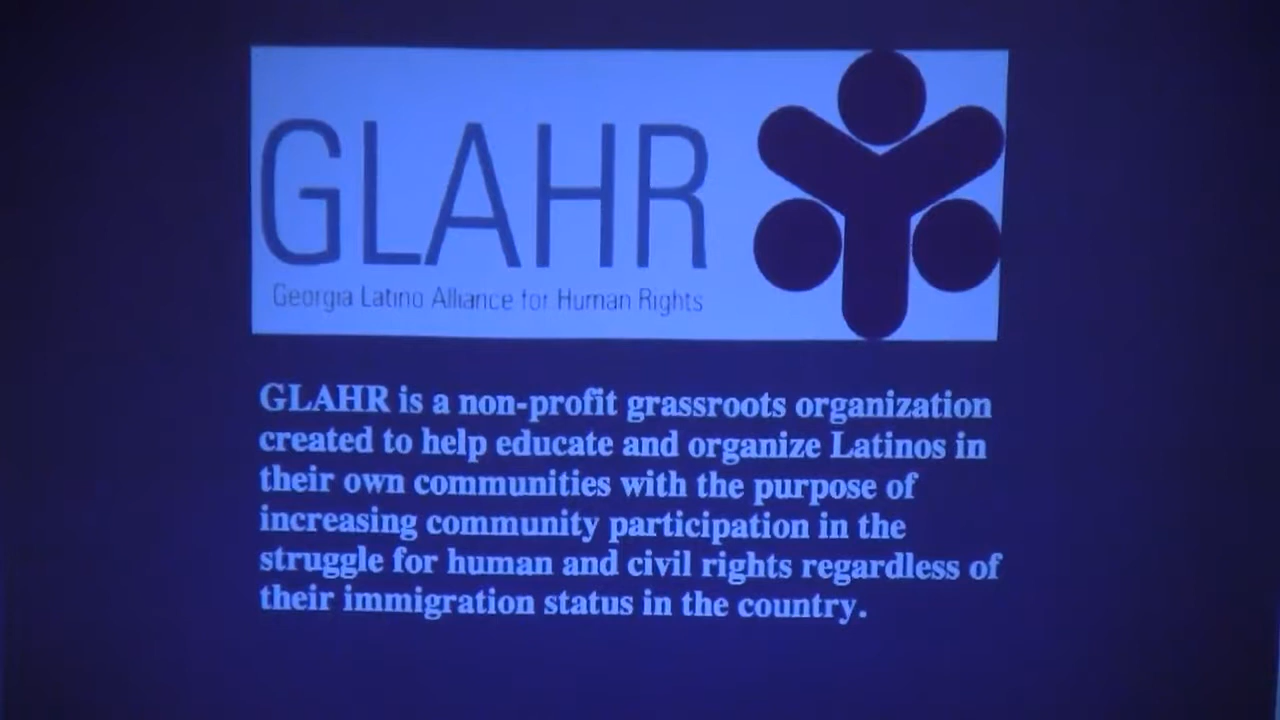 GLAHR
Georgia Latino Alliance for Human Rights
GLAHR is a non-profit grassroots organization
created to help educate and organize Latinos in
their own communities with the purpose of
increasing community participation in the
struggle for human and civil rights regardless of
their immigration status in the country.